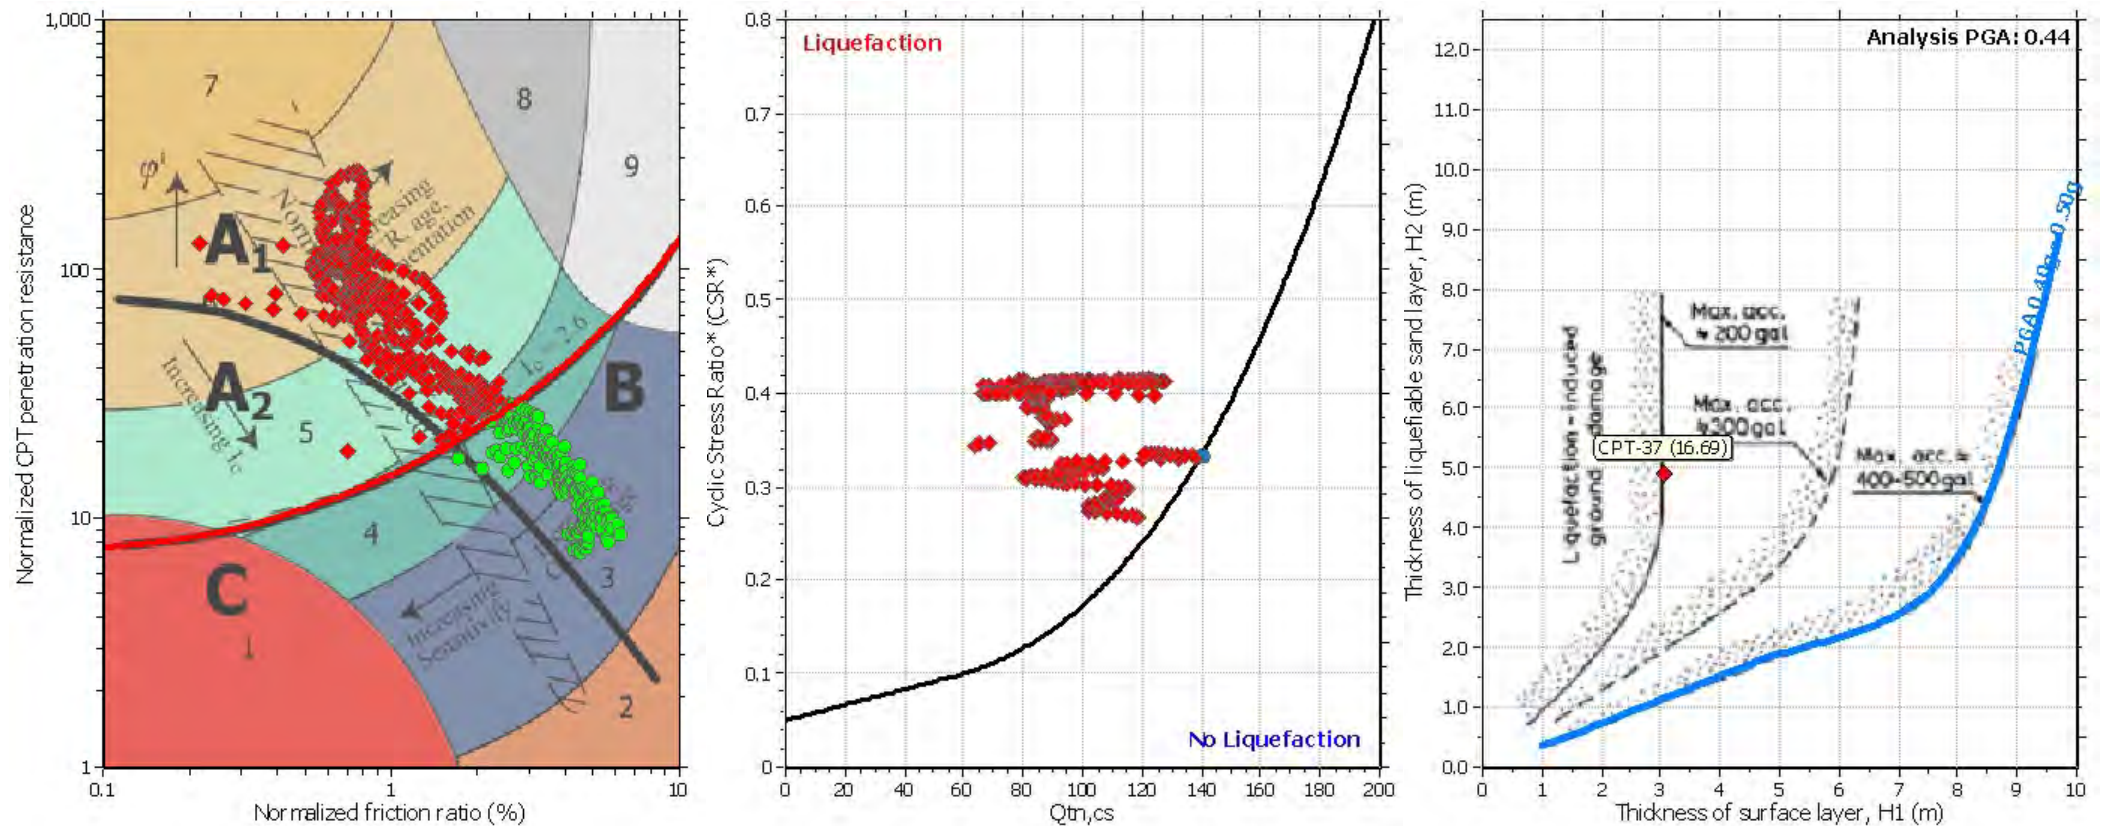 Normalized CPT penetration resistance
1,000
100
10
1
0.1
1
10
Normalized friction ratio (%)
7
8
9
φ'
A1
A2
B
C
5
4
3
1
2
Increasing Ic
Ic = 2.6
Increasing
Sensitivity
Cyclic Stress Ratio* (CSR*)
0.8
0.7
0.6
0.5
0.4
0.3
0.2
0.1
0
Liquefaction
No Liquefaction
0
20
40
60
80
100
120
140
160
180
200
Qtn,cs
Thickness of liquefiable sand layer, H2 (m)
12.0
11.0
10.0
9.0
8.0
7.0
6.0
5.0
4.0
3.0
2.0
1.0
0.0
Analysis PGA: 0.44
Liquefaction-induced
ground damage
Max. acc.
≈ 200 gal
Max. acc.
≈ 300 gal
Max. acc. ≈
400-500 gal
CPT-37 (16.69)
0
1
2
3
4
5
6
7
8
9
10
Thickness of surface layer, H1 (m)